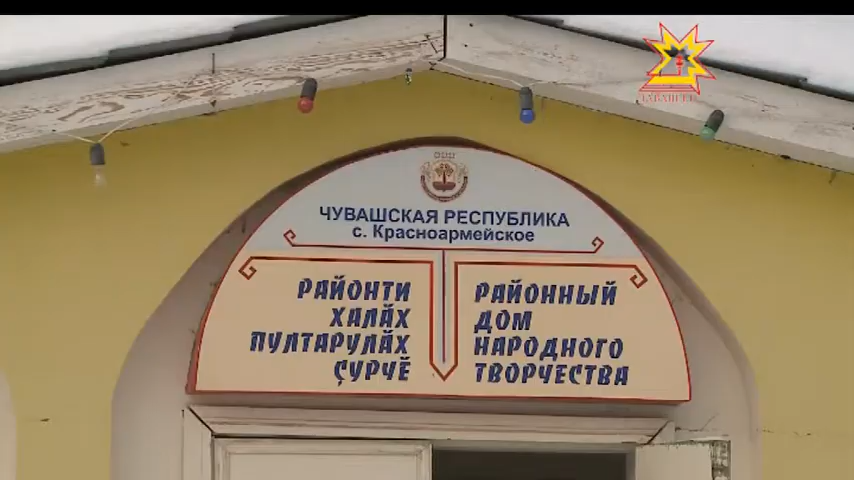 ЧУВАШСКАЯ РЕСПУБЛИКА
с. Красноармейское
РАЙОНТИ
ХАЛĂХ
ПУЛТАРУЛĂХ
ÇУРЧĔ
РАЙОННЫЙ
ДОМ
НАРОДНОГО
ТВОРЧЕСТВА